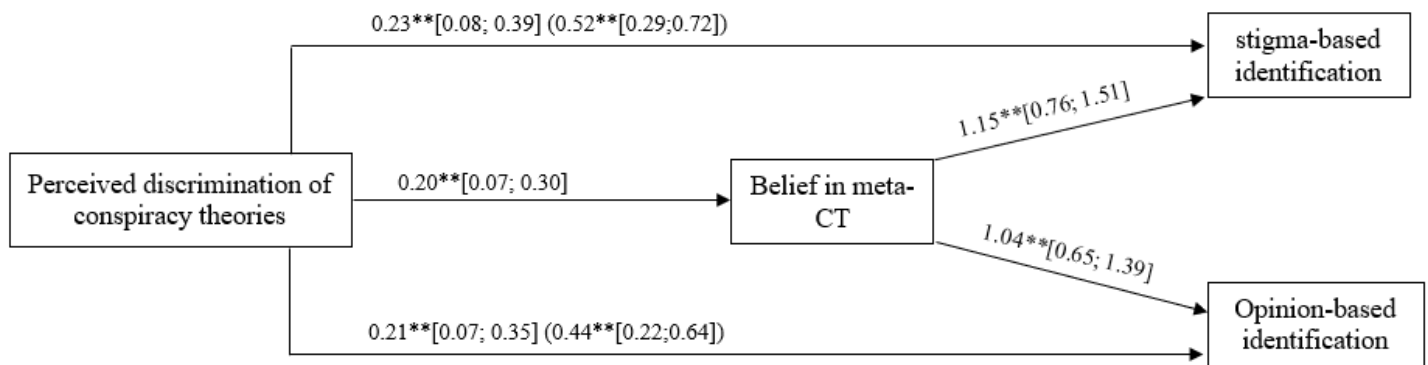 0.23**[0.08; 0.39] (0.52**[0.29;0.72])
stigma-based
identification
1.15**[0.76; 1.51]
Perceived discrimination of
conspiracy theories
0.20**[0.07; 0.30]
Belief in meta-
CT
1.04**[0.65; 1.39]
0.21**[0.07; 0.35] (0.44**[0.22;0.64])
Opinion-based
identification